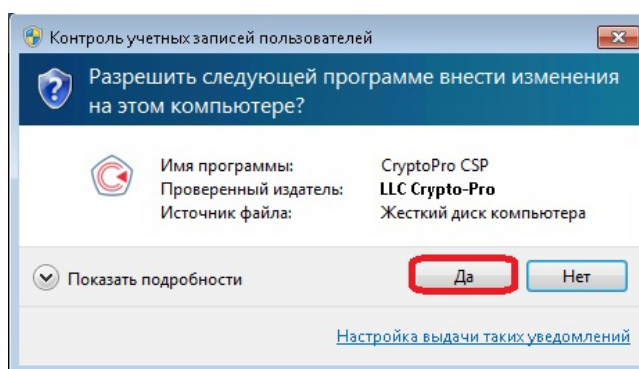 Контроль учетных записей пользователей
Разрешить следующей программе внести изменения
на этом компьютере?
Имя программы: CryptoPro CSP
Проверенный издатель: LLC Crypto-Pro
Источник файла: Жесткий диск компьютера
Показать подробности Да Нет
Настройка выдачи таких уведомлений